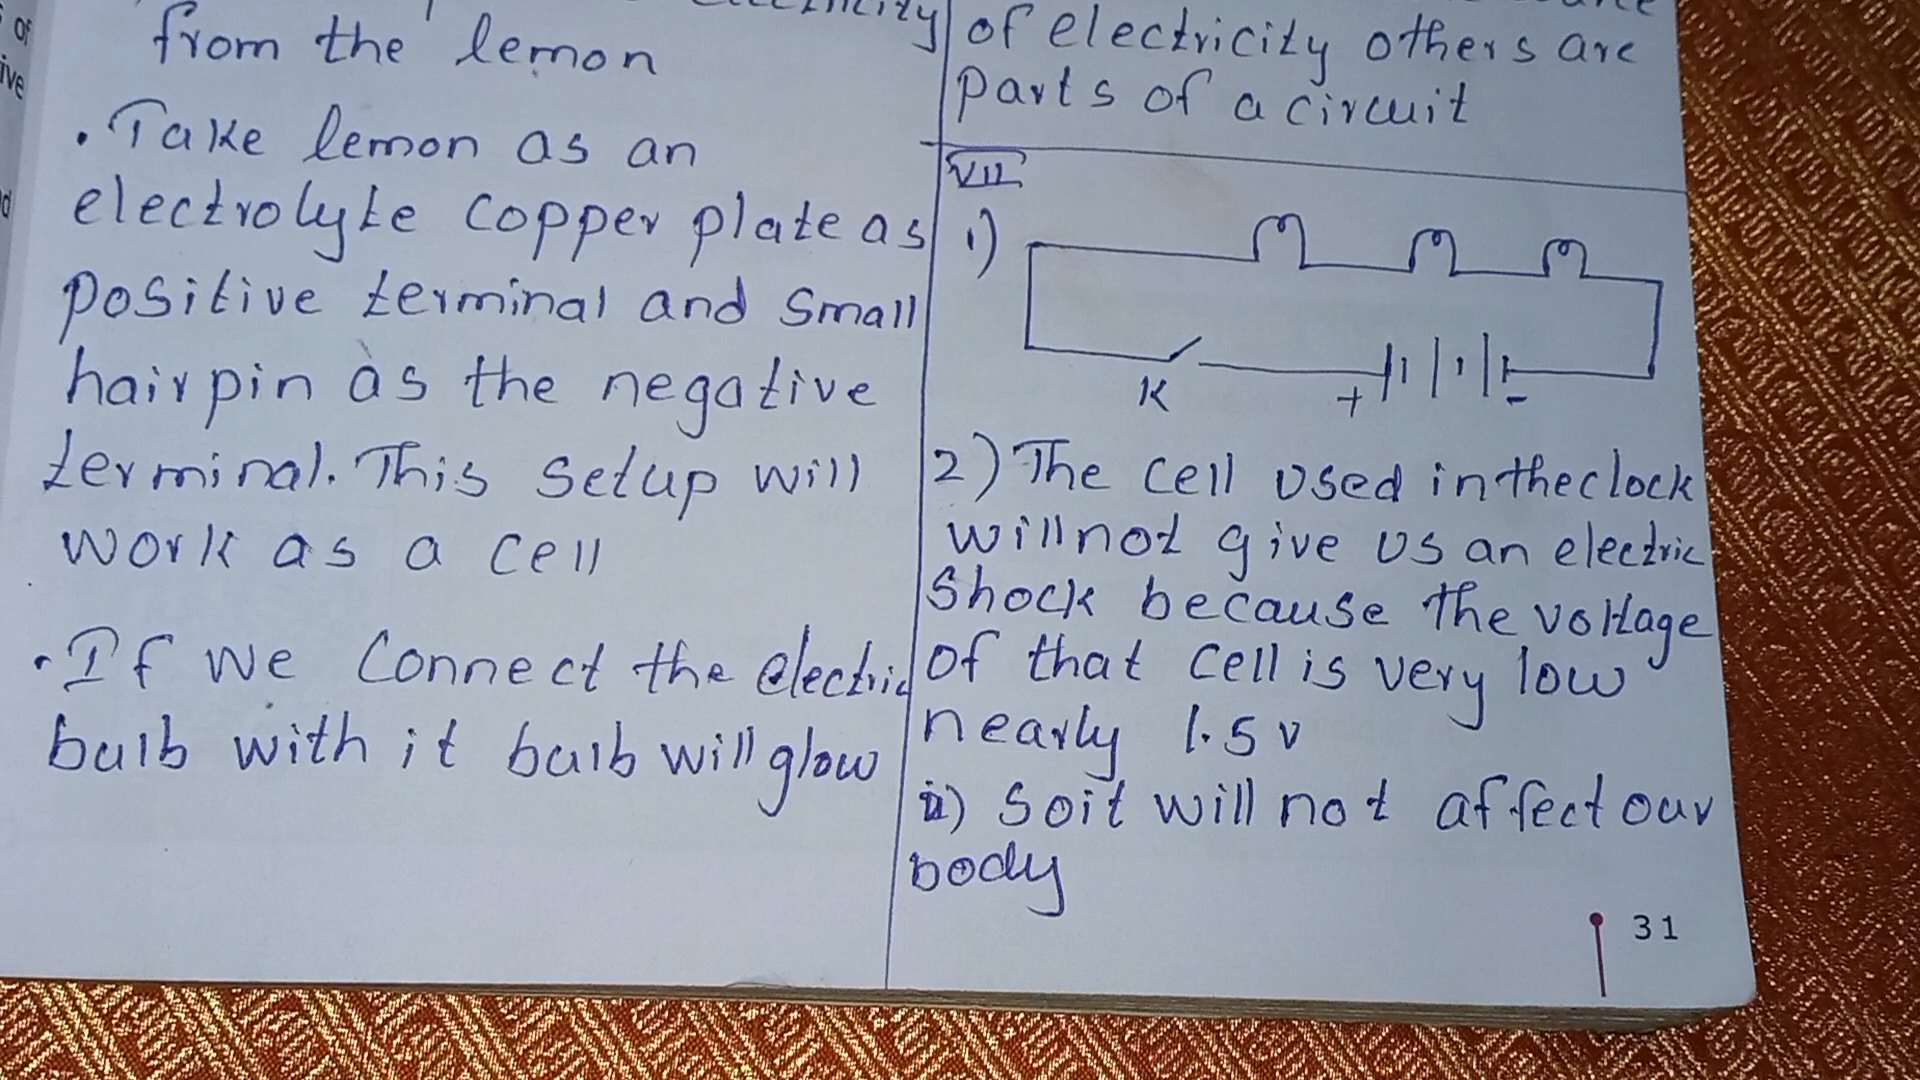 of
ive
d
from the lemon
. Take lemon as an
electrolyte copper plate as
positive terminal and small
hairpin as the negative
terminal. This setup will
work as a cell
. If we connect the electric
bulb with it bulb will glow
of electricity others are
parts of a circuit
VII
1)
K + -
2) The cell used in the clock
will not give us an electric
shock because the voltage
of that cell is very low
nearly 1.5 v
ii) So it will not affect our
body
31